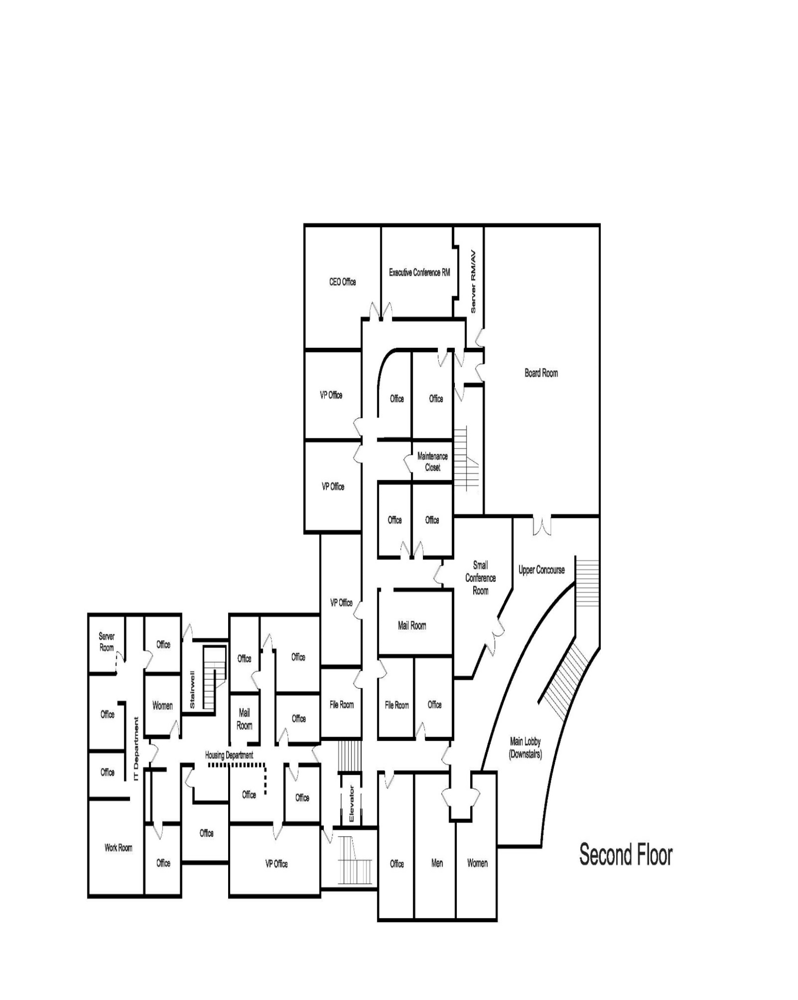 CEO Office
Executive Conference RM
Server RM/AV
Board Room
VP Office
Office
Office
Maintenance
Closet
VP Office
Office
Office
Small
Conference
Room
Upper Concourse
VP Office
Mail Room
Server
Room
Office
Stairwell
Office
Office
File Room
File Room
Office
Office
Women
Mail
Room
Office
IT Department
Housing Department
Main Lobby
(Downstairs)
Office
Office
Office
Elevator
Work Room
Office
Office
VP Office
Office
Men
Women
Second Floor